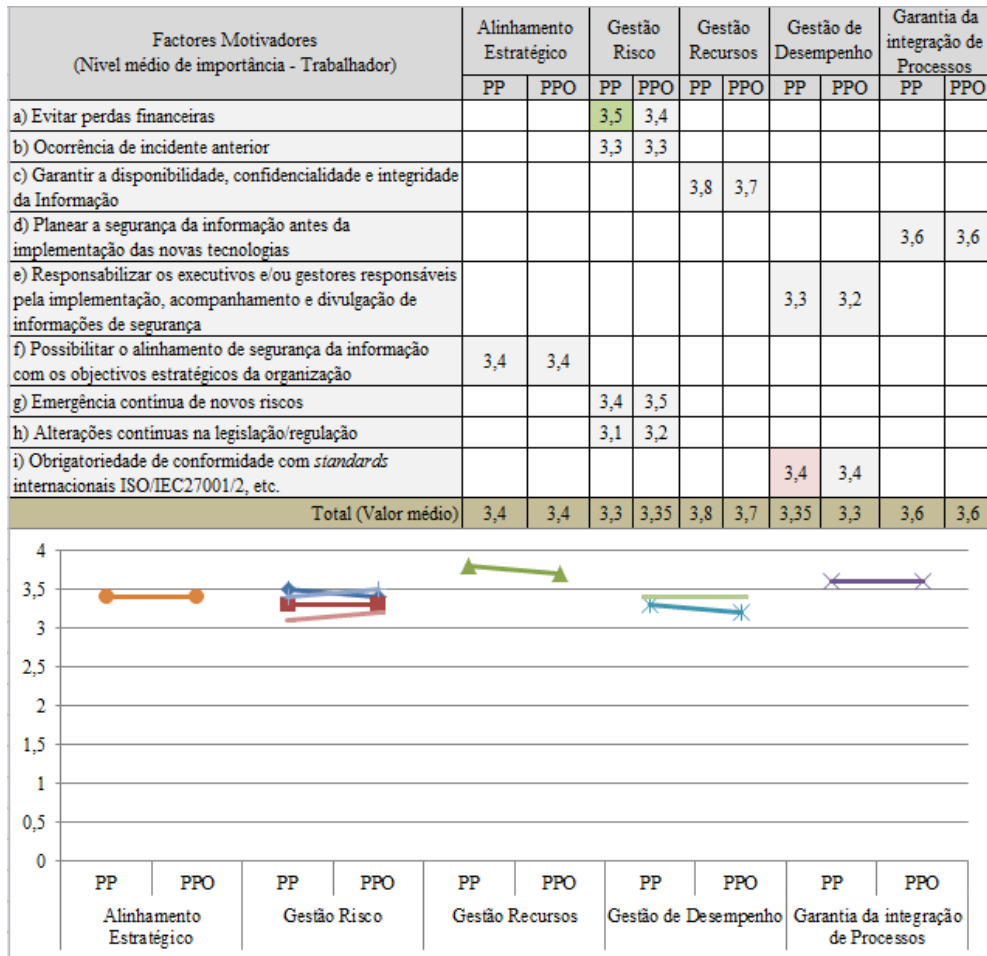 Factores Motivadores
(Nivel médio de importância - Trabalhador)
Alinhamento Estratégico
Gestão Risco
Gestão Recursos
Gestão de Desempenho
Garantia da integração de Processos
PP PPO PP PPO PP PPO PP PPO PP PPO
a) Evitar perdas financeiras 3,5 3,4
b) Ocorrência de incidente anterior 3,3 3,3
c) Garantir a disponibilidade, confidencialidade e integridade
da Informação 3,8 3,7
d) Planear a segurança da informação antes da
implementação das novas tecnologias 3,6 3,6
e) Responsabilizar os executivos e/ou gestores responsáveis
pela implementação, acompanhamento e divulgação de
informações de segurança 3,3 3,2
f) Possibilitar o alinhamento de segurança da informação
com os objectivos estratégicos da organização 3,4 3,4
g) Emergência contínua de novos riscos 3,4 3,5
h) Alterações contínuas na legislação/regulação 3,1 3,2
i) Obrigatoriedade de conformidade com standards
internacionais ISO/IEC27001/2, etc. 3,4 3,4
Total (Valor médio) 3,4 3,4 3,3 3,35 3,8 3,7 3,35 3,3 3,6 3,6
4
3,5
3
2,5
2
1,5
1
0,5
0
PP PPO PP PPO PP PPO PP PPO PP PPO
Alinhamento Estratégico
Gestão Risco
Gestão Recursos
Gestão de Desempenho
Garantia da integração de Processos